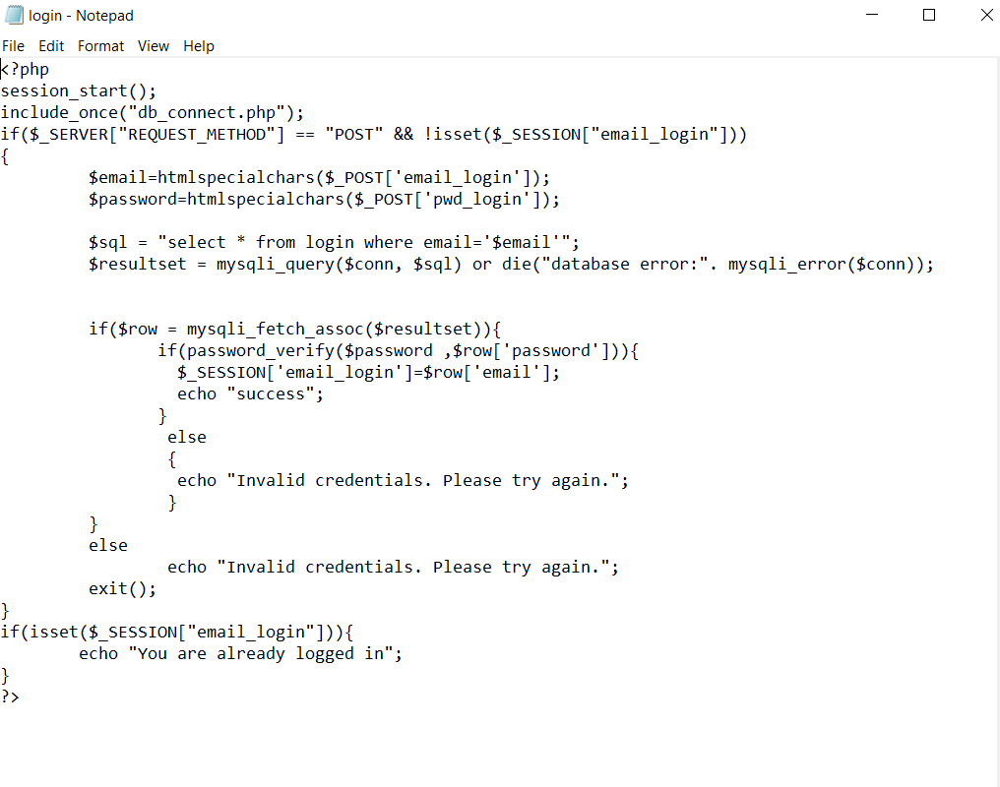 login - Notepad
File Edit Format View Help
<?php
session_start();
include_once("db_connect.php");
if($_SERVER["REQUEST_METHOD"] == "POST" && !isset($_SESSION["email_login"]))
{
         $email=htmlspecialchars($_POST['email_login']);
         $password=htmlspecialchars($_POST['pwd_login']);

         $sql = "select * from login where email='$email'";
         $resultset = mysqli_query($conn, $sql) or die("database error:". mysqli_error($conn));


         if($row = mysqli_fetch_assoc($resultset)){
                if(password_verify($password ,$row['password'])){
                  $_SESSION['email_login']=$row['email'];
                  echo "success";
                }
                 else
                 {
                  echo "Invalid credentials. Please try again.";
                 }
         }
         else
                 echo "Invalid credentials. Please try again.";
         exit();
}
if(isset($_SESSION["email_login"])){
        echo "You are already logged in";
}
?>